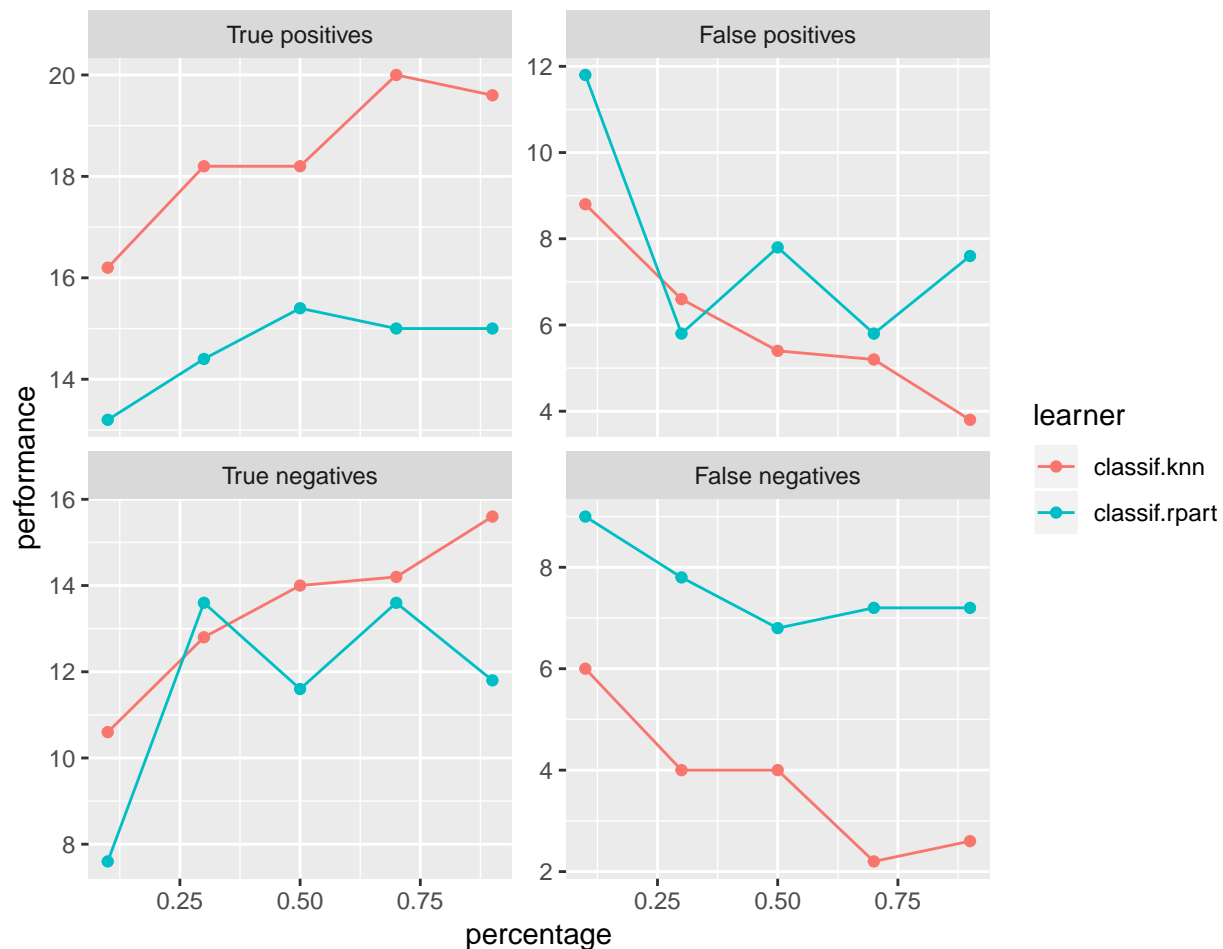 True positives
False positives
20
18
16
14
12
10
8
6
4
performance
True negatives
False negatives
16
14
12
10
8
8
6
4
2
0.25 0.50 0.75
0.25 0.50 0.75
percentage
learner
classif.knn
classif.rpart